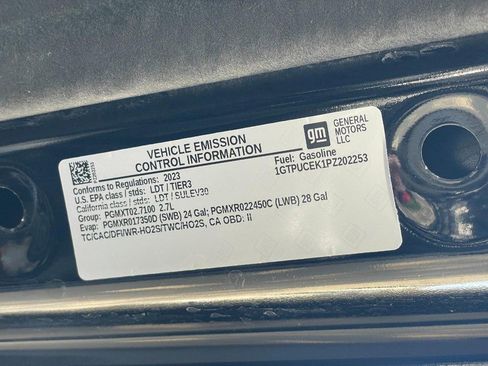 VEHICLE EMISSION
CONTROL INFORMATION
gm
GENERAL
MOTORS
LLC
Conforms to Regulations: 2023
Fuel: Gasoline
U.S. EPA class / stds: LDT / TIER3
1GTPUCEK1PZ202253
California class / stds: LDT / SULEV30
Group: PGMXT02.7100 2.7L
Evap: PGMXR017350D (SWB) 24 Gal; PGMXR022450C (LWB) 28 Gal
TC/CAC/DFI/WR-HO2S/TWC/HO2S, CA OBD: II